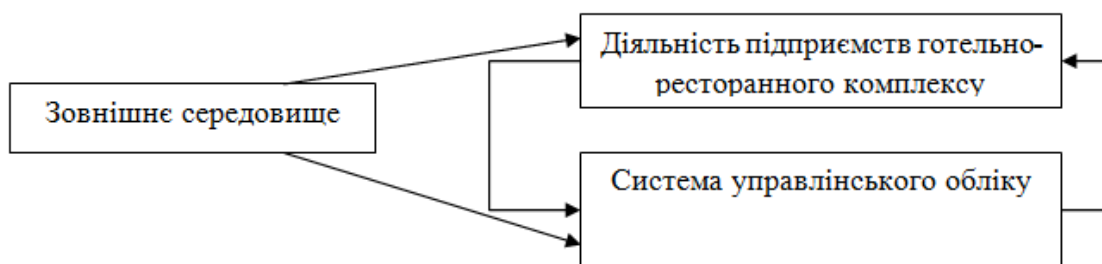 Діяльність підприємств готельно-
ресторанного комплексу
Зовнішнє середовище
Система управлінського обліку